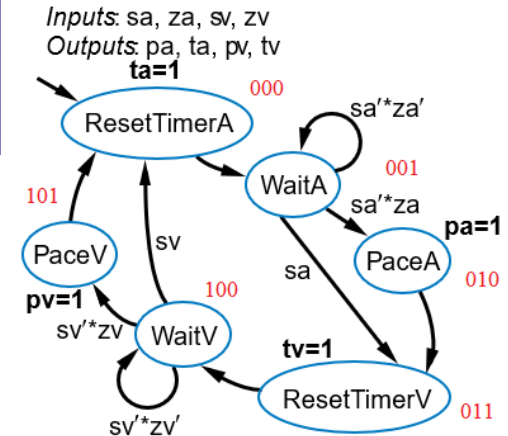 Inputs: sa, za, sv, zv
Outputs: pa, ta, pv, tv
ta=1
000
ResetTimerA
sa′*za′
WaitA
001
sa′*za
101
pa=1
PaceV
sv
PaceA
sa
010
pv=1
100
sv′*zv
WaitV
tv=1
ResetTimerV
011
sv′*zv′